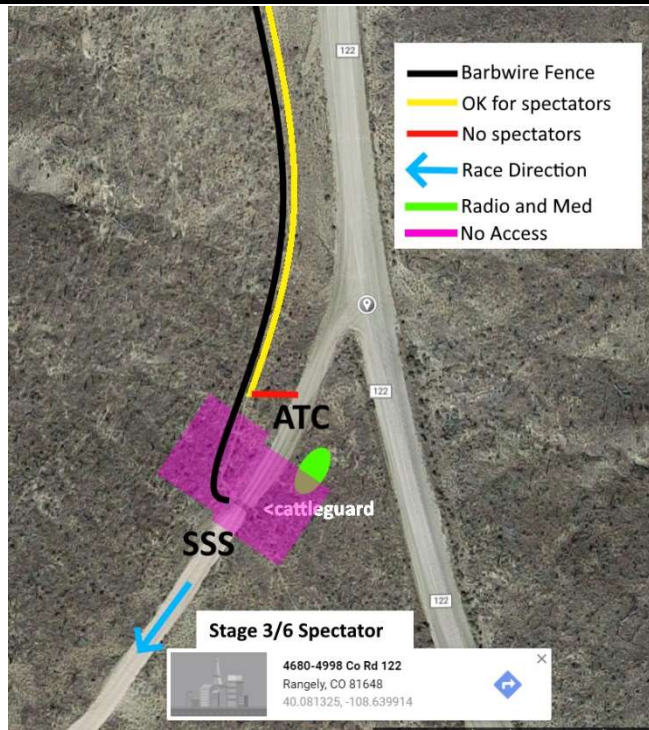 122
Barbwire Fence
OK for spectators
No spectators
Race Direction
Radio and Med
No Access
122
ATC
<cattleguard
SSS
122
Stage 3/6 Spectator
4680-4998 Co Rd 122
Rangely, CO 81648
40.081325, -108.639914